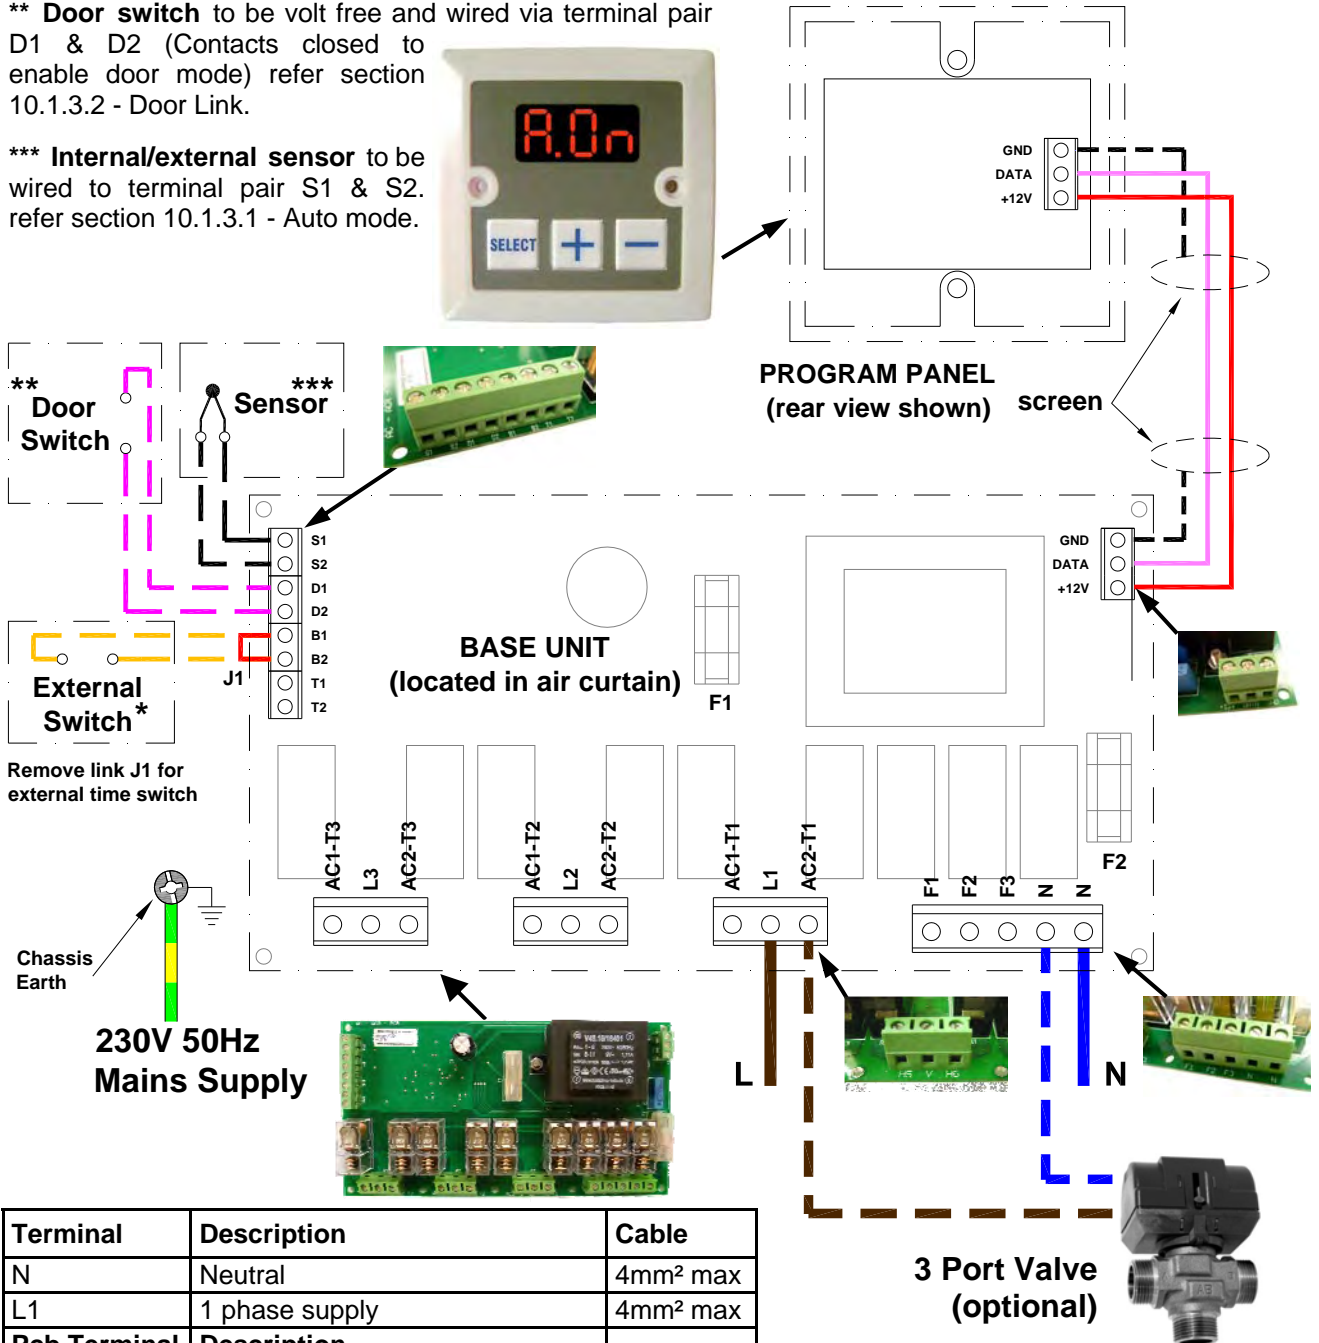 ** Door switch to be volt free and wired via terminal pair
D1 & D2 (Contacts closed to
enable door mode) refer section
10.1.3.2 - Door Link.
*** Internal/external sensor to be
wired to terminal pair S1 & S2.
refer section 10.1.3.1 - Auto mode.
A.On
SELECT + −
GND
DATA
+12V
PROGRAM PANEL
(rear view shown)
screen
**
Door
Switch
***
Sensor
S1
S2
D1
D2
B1
B2
T1
T2
J1
External
Switch*
Remove link J1 for
external time switch
BASE UNIT
(located in air curtain)
F1
GND
DATA
+12V
F2
AC1-T3
L3
AC2-T3
AC1-T2
L2
AC2-T2
AC1-T1
L1
AC2-T1
F1
F2
F3
N
N
Chassis
Earth
230V 50Hz
Mains Supply
L
N
3 Port Valve
(optional)
Terminal Description Cable
N Neutral 4mm² max
L1 1 phase supply 4mm² max
Pcb Terminal Description